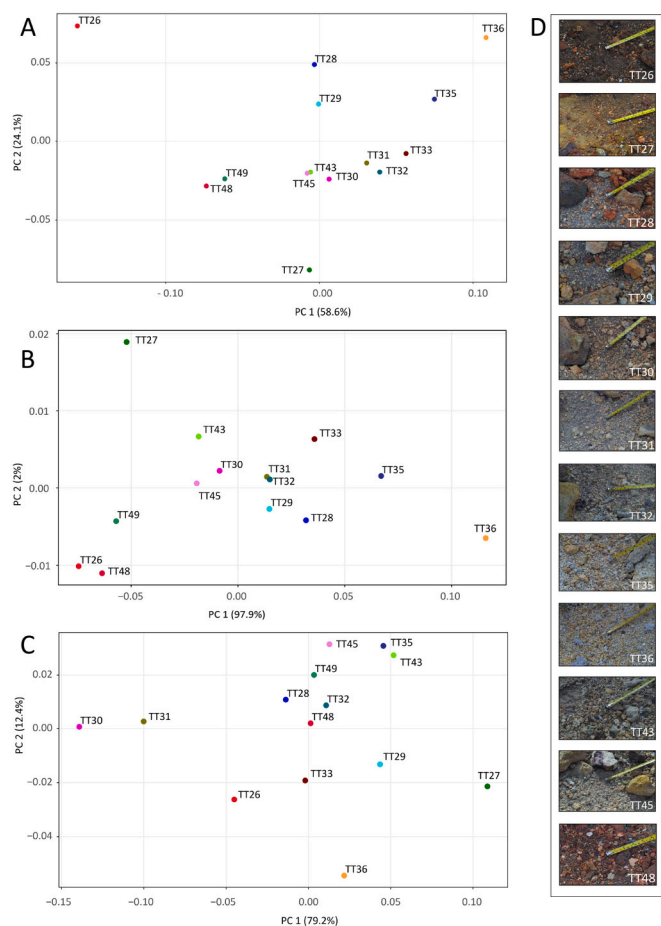 A
TT26
TT36
TT28
TT35
TT29
TT33
TT31
TT43
TT49
TT45
TT30
TT32
TT48
TT27
0.05
0.00
-0.05
PC 2 (24.1%)
- 0.10
0.00
0.10
PC 1 (58.6%)
B
TT27
TT43
TT33
TT30
TT31
TT32
TT35
TT45
TT29
TT28
TT49
TT36
TT26
TT48
0.02
0.01
0.00
-0.01
PC 2 (2%)
-0.05
0.00
0.05
0.10
PC 1 (97.9%)
C
TT45
TT35
TT43
TT49
TT28
TT32
TT30
TT31
TT48
TT29
TT33
TT27
TT26
TT36
0.02
0.00
-0.02
-0.04
PC 2 (12.4%)
-0.15
-0.10
-0.05
0.00
0.05
0.10
PC 1 (79.2%)
D
TT26
TT27
TT28
TT29
TT30
TT31
TT32
TT35
TT36
TT43
TT45
TT48